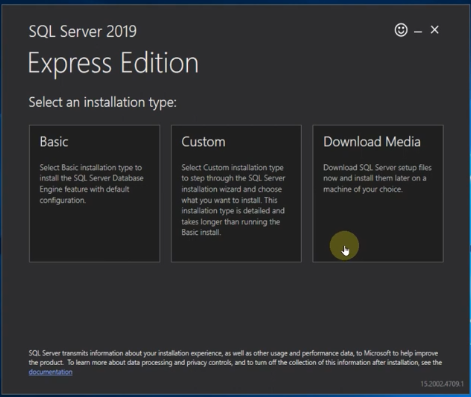 SQL Server 2019
Express Edition
Select an installation type:
Basic
Select Basic installation type to
install the SQL Server Database
Engine feature with default
configuration.
Custom
Select Custom installation type
to step through the SQL Server
installation wizard and choose
what you want to install. This
installation type is detailed and
takes longer than running the
Basic install.
Download Media
Download SQL Server setup files
now and install them later on a
machine of your choice.
SQL Server transmits information about your installation experience, as well as other usage and performance data, to Microsoft to help improve
the product. To learn more about data processing and privacy controls, and to turn off the collection of this information after installation, see the
documentation
15.2002.4709.1